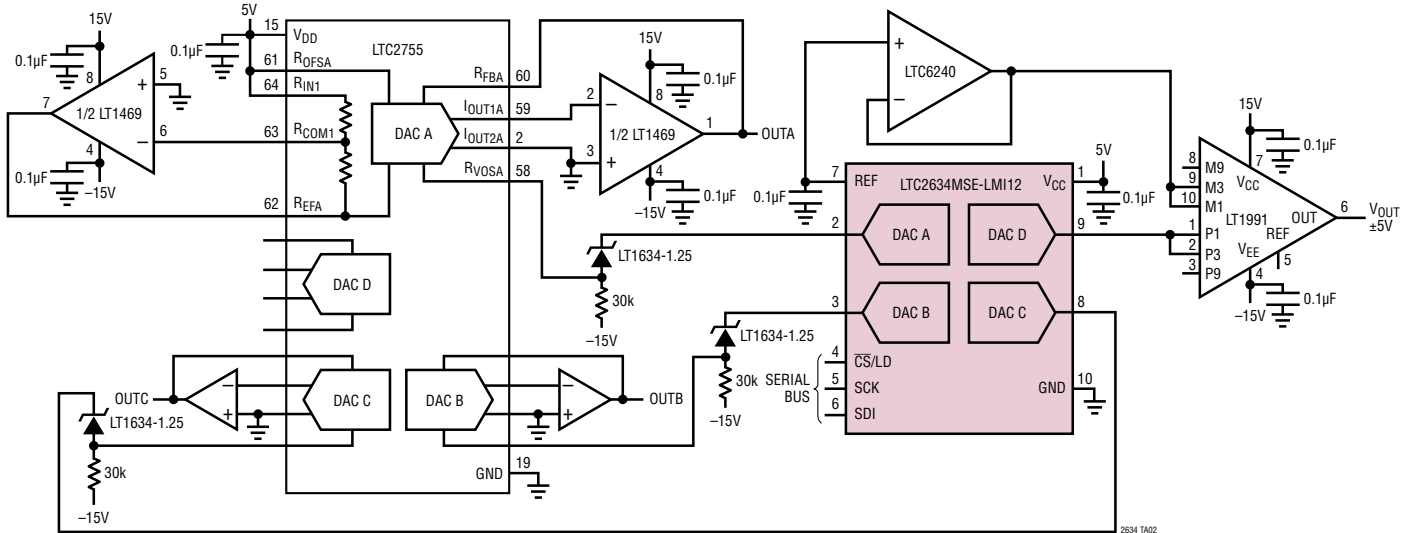 15V
0.1µF
8
5
+
1/2 LT1469
7
6
–
4
0.1µF
–15V
5V
0.1µF
15
VDD
61
ROFSA
64
RIN1
63
RCOM1
62
REFA
LTC2755
DAC A
RFBA
60
IOUT1A
59
IOUT2A
2
RVOSA
58
15V
0.1µF
8
2
–
1/2 LT1469
1
OUTA
3
+
4
0.1µF
–15V
DAC D
DAC C
DAC B
OUTC
–
+
LT1634-1.25
30k
–15V
–
+
OUTB
GND
19
LT1634-1.25
30k
–15V
LT1634-1.25
30k
–15V
+
–
LTC6240
0.1µF
7
REF
LTC2634MSE-LMI12
VCC
1
5V
0.1µF
2
DAC A
DAC D
9
3
DAC B
DAC C
8
SERIAL
BUS
4
CS/LD
5
SCK
6
SDI
GND
10
15V
0.1µF
7
VCC
8
M9
9
M3
10
M1
LT1991
1
P1
2
P3
3
P9
OUT
6
VOUT
±5V
REF
5
VEE
4
0.1µF
–15V
2634 TA02